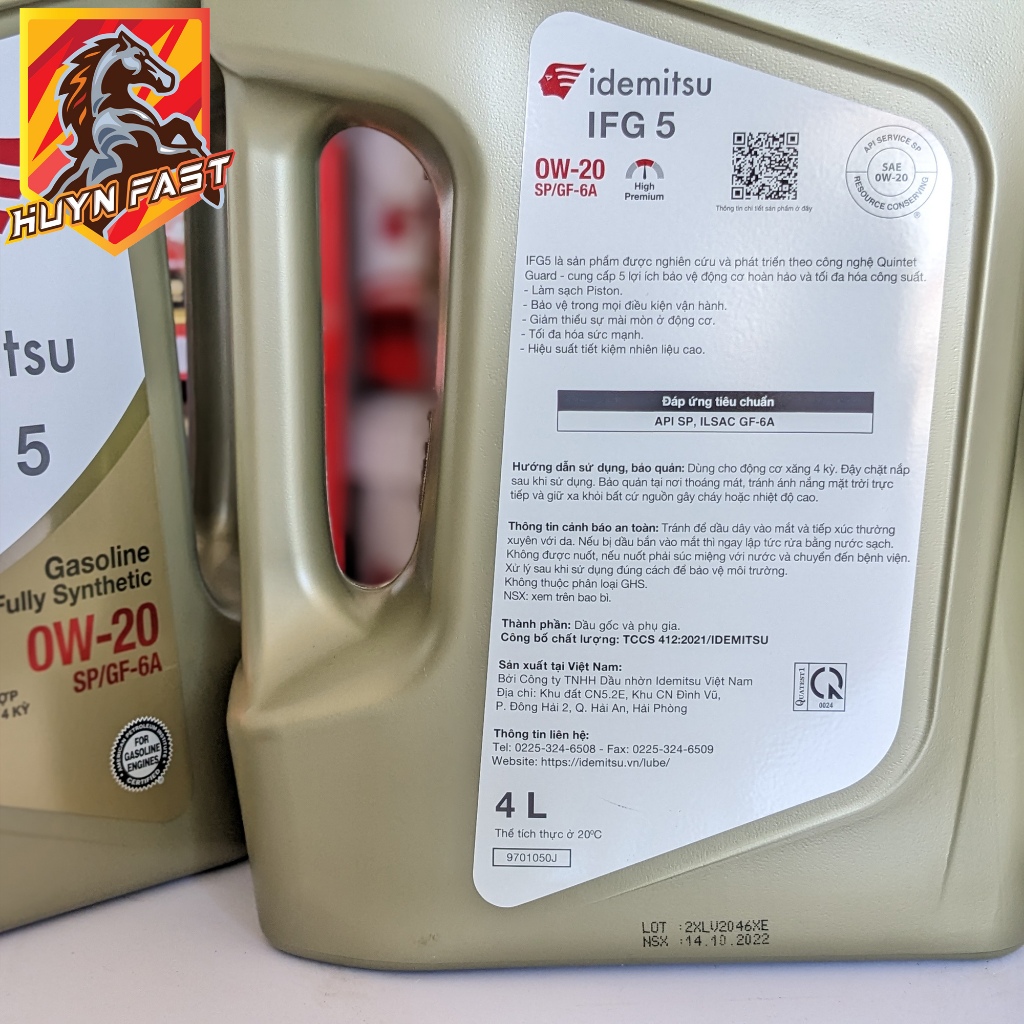 HUYN FAST
tsu
5
Gasoline
Fully Synthetic
0W-20
SP/GF-6A
4 KỲ
FOR
GASOLINE
ENGINES
CERTIFIED
idemitsu
IFG 5
0W-20
SP/GF-6A
High
Premium
Thông tin chi tiết sản phẩm ở đây
API SERVICE SP
SAE
0W-20
RESOURCE CONSERVING
®
IFG5 là sản phẩm được nghiên cứu và phát triển theo công nghệ Quintet
Guard - cung cấp 5 lợi ích bảo vệ động cơ hoàn hảo và tối đa hóa công suất.
- Làm sạch Piston.
- Bảo vệ trong mọi điều kiện vận hành.
- Giảm thiểu sự mài mòn ở động cơ.
- Tối đa hóa sức mạnh.
- Hiệu suất tiết kiệm nhiên liệu cao.
Đáp ứng tiêu chuẩn
API SP, ILSAC GF-6A
Hướng dẫn sử dụng, bảo quản: Dùng cho động cơ xăng 4 kỳ. Đậy chặt nắp
sau khi sử dụng. Bảo quản tại nơi thoáng mát, tránh ánh nắng mặt trời trực
tiếp và giữ xa khỏi bất cứ nguồn gây cháy hoặc nhiệt độ cao.
Thông tin cảnh báo an toàn: Tránh để dầu dây vào mắt và tiếp xúc thường
xuyên với da. Nếu bị dầu bắn vào mắt thì ngay lập tức rửa bằng nước sạch.
Không được nuốt, nếu nuốt phải súc miệng với nước và chuyển đến bệnh viện.
Xử lý sau khi sử dụng đúng cách để bảo vệ môi trường.
Không thuộc phân loại GHS.
NSX: xem trên bao bì.
Thành phần: Dầu gốc và phụ gia.
Công bố chất lượng: TCCS 412:2021/IDEMITSU
Sản xuất tại Việt Nam:
Bởi Công ty TNHH Dầu nhờn Idemitsu Việt Nam
Địa chỉ: Khu đất CN5.2E, Khu CN Đình Vũ,
P. Đông Hải 2, Q. Hải An, Hải Phòng
QUATEST1
0024
Thông tin liên hệ:
Tel: 0225-324-6508 - Fax: 0225-324-6509
Website: https://idemitsu.vn/lube/
4 L
Thể tích thực ở 20ºC
9701050J
LOT :2XLV2046XE
NSX :14.10.2022